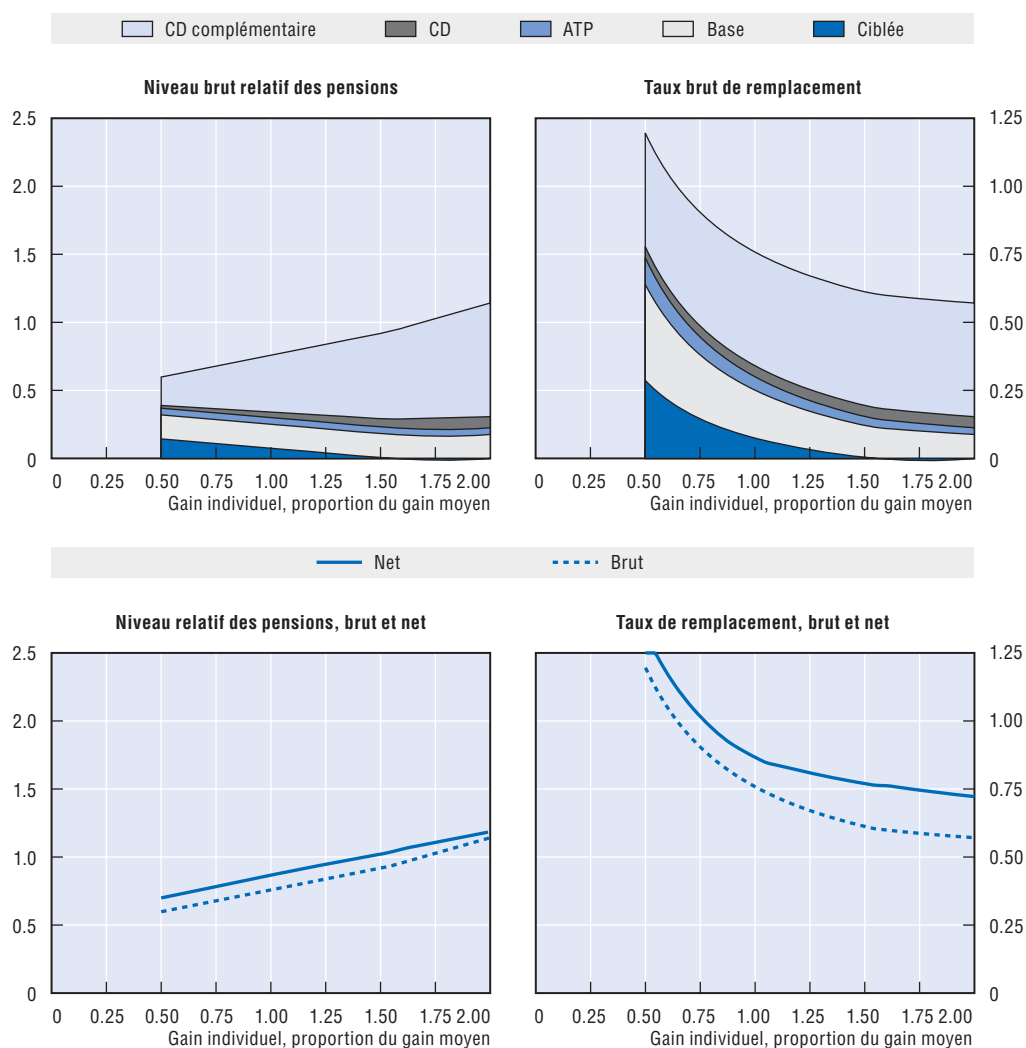 CD complémentaire CD ATP Base Ciblée
Niveau brut relatif des pensions
2.5
2.0
1.5
1.0
0.5
0
0 0.25 0.50 0.75 1.00 1.25 1.50 1.75 2.00
Gain individuel, proportion du gain moyen
Taux brut de remplacement
1.25
1.00
0.75
0.50
0.25
0
0 0.25 0.50 0.75 1.00 1.25 1.50 1.75 2.00
Gain individuel, proportion du gain moyen
Net Brut
Niveau relatif des pensions, brut et net
2.5
2.0
1.5
1.0
0.5
0
0 0.25 0.50 0.75 1.00 1.25 1.50 1.75 2.00
Gain individuel, proportion du gain moyen
Taux de remplacement, brut et net
1.25
1.00
0.75
0.50
0.25
0
0 0.25 0.50 0.75 1.00 1.25 1.50 1.75 2.00
Gain individuel, proportion du gain moyen